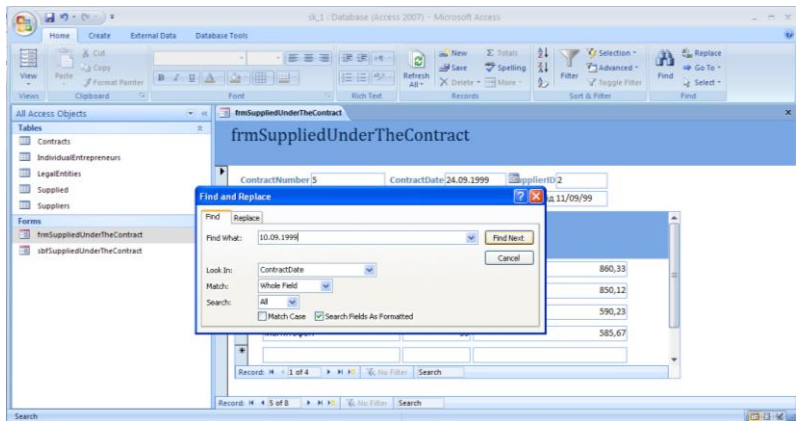 sk_1 : Database (Access 2007) - Microsoft Access
Home Create External Data Database Tools
View
Views
Paste
Cut
Copy
Format Painter
Clipboard
B I U A
Font
Rich Text
Refresh All
New
Save
Delete
Totals
Spelling
More
Records
Filter
Selection
Advanced
Toggle Filter
Sort & Filter
Find
Replace
Go To
Select
Find
All Access Objects
Tables
Contracts
IndividualEntrepreneurs
LegalEntities
Supplied
Suppliers
Forms
frmSuppliedUnderTheContract
sbfSuppliedUnderTheContract
frmSuppliedUnderTheContract
frmSuppliedUnderTheContract
ContractNumber 5 ContractDate 24.09.1999 SupplierID 2
11/09/99
Find and Replace
Find Replace
Find What: 10.09.1999 Find Next
Cancel
Look In: ContractDate
Match: Whole Field
Search: All
Match Case Search Fields As Formatted
860,33
850,12
590,23
585,67
Record: 1 of 4 No Filter Search
Record: 5 of 8 No Filter Search
Search